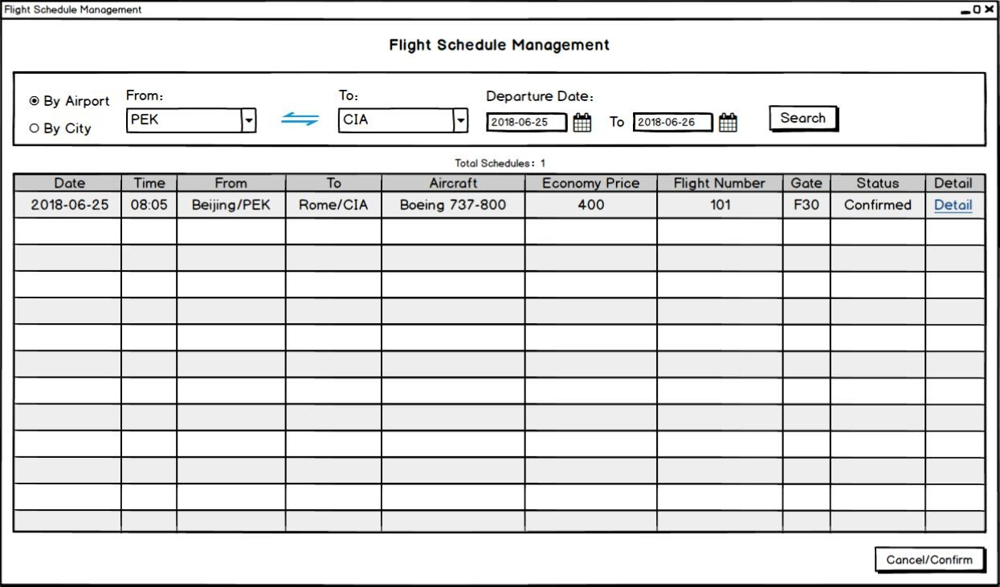 Flight Schedule Management
Flight Schedule Management
By Airport
By City
From:
PEK
To:
CIA
Departure Date:
2018-06-25 To 2018-06-26
Search
Total Schedules: 1
Date Time From To Aircraft Economy Price Flight Number Gate Status Detail
2018-06-25 08:05 Beijing/PEK Rome/CIA Boeing 737-800 400 101 F30 Confirmed Detail
Cancel/Confirm